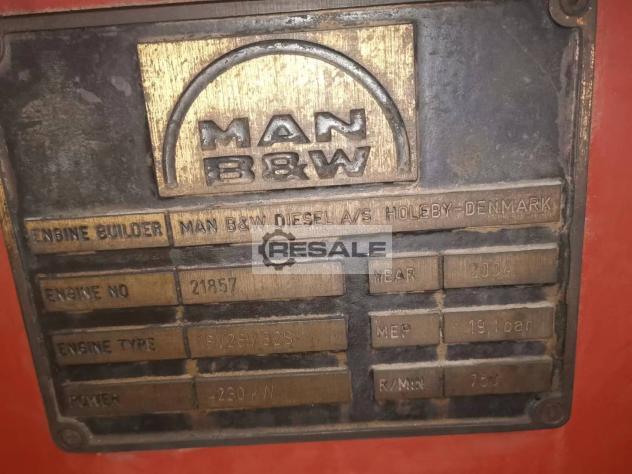 MAN
B&W
ENGINE BUILDER MAN B&W DIESEL A/S HOLEBY-DENMARK
RESALE
ENGINE NO 21857 YEAR
ENGINE TYPE MEP 19,1 bar
POWER kW R/Min